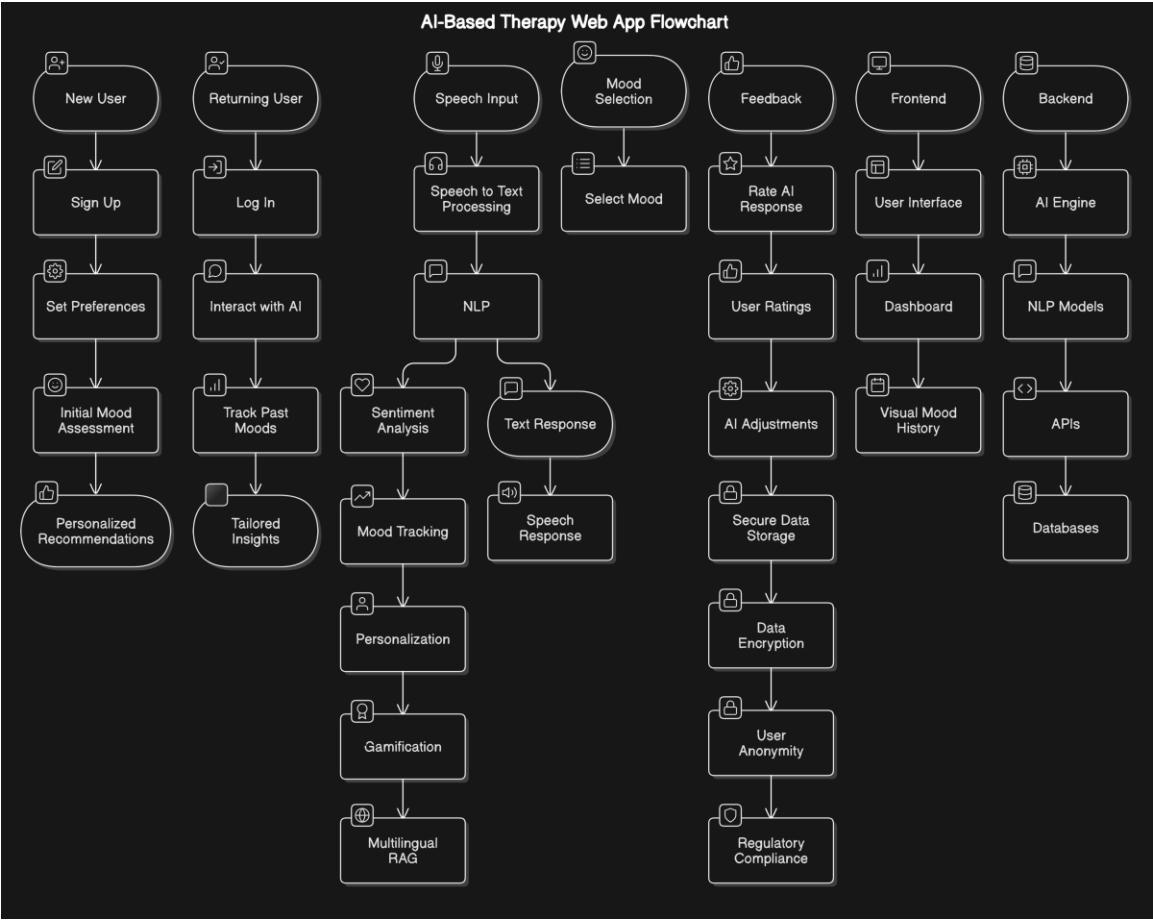 AI-Based Therapy Web App Flowchart
New User
Sign Up
Set Preferences
Initial Mood
Assessment
Personalized
Recommendations
Returning User
Log In
Interact with AI
Track Past
Moods
Tailored
Insights
Speech Input
Speech to Text
Processing
NLP
Sentiment
Analysis
Mood Tracking
Personalization
Gamification
Multilingual
RAG
Text Response
Speech
Response
Mood
Selection
Select Mood
Feedback
Rate AI
Response
User Ratings
AI Adjustments
Secure Data
Storage
Data
Encryption
User
Anonymity
Regulatory
Compliance
Frontend
User Interface
Dashboard
Visual Mood
History
Backend
AI Engine
NLP Models
APIs
Databases